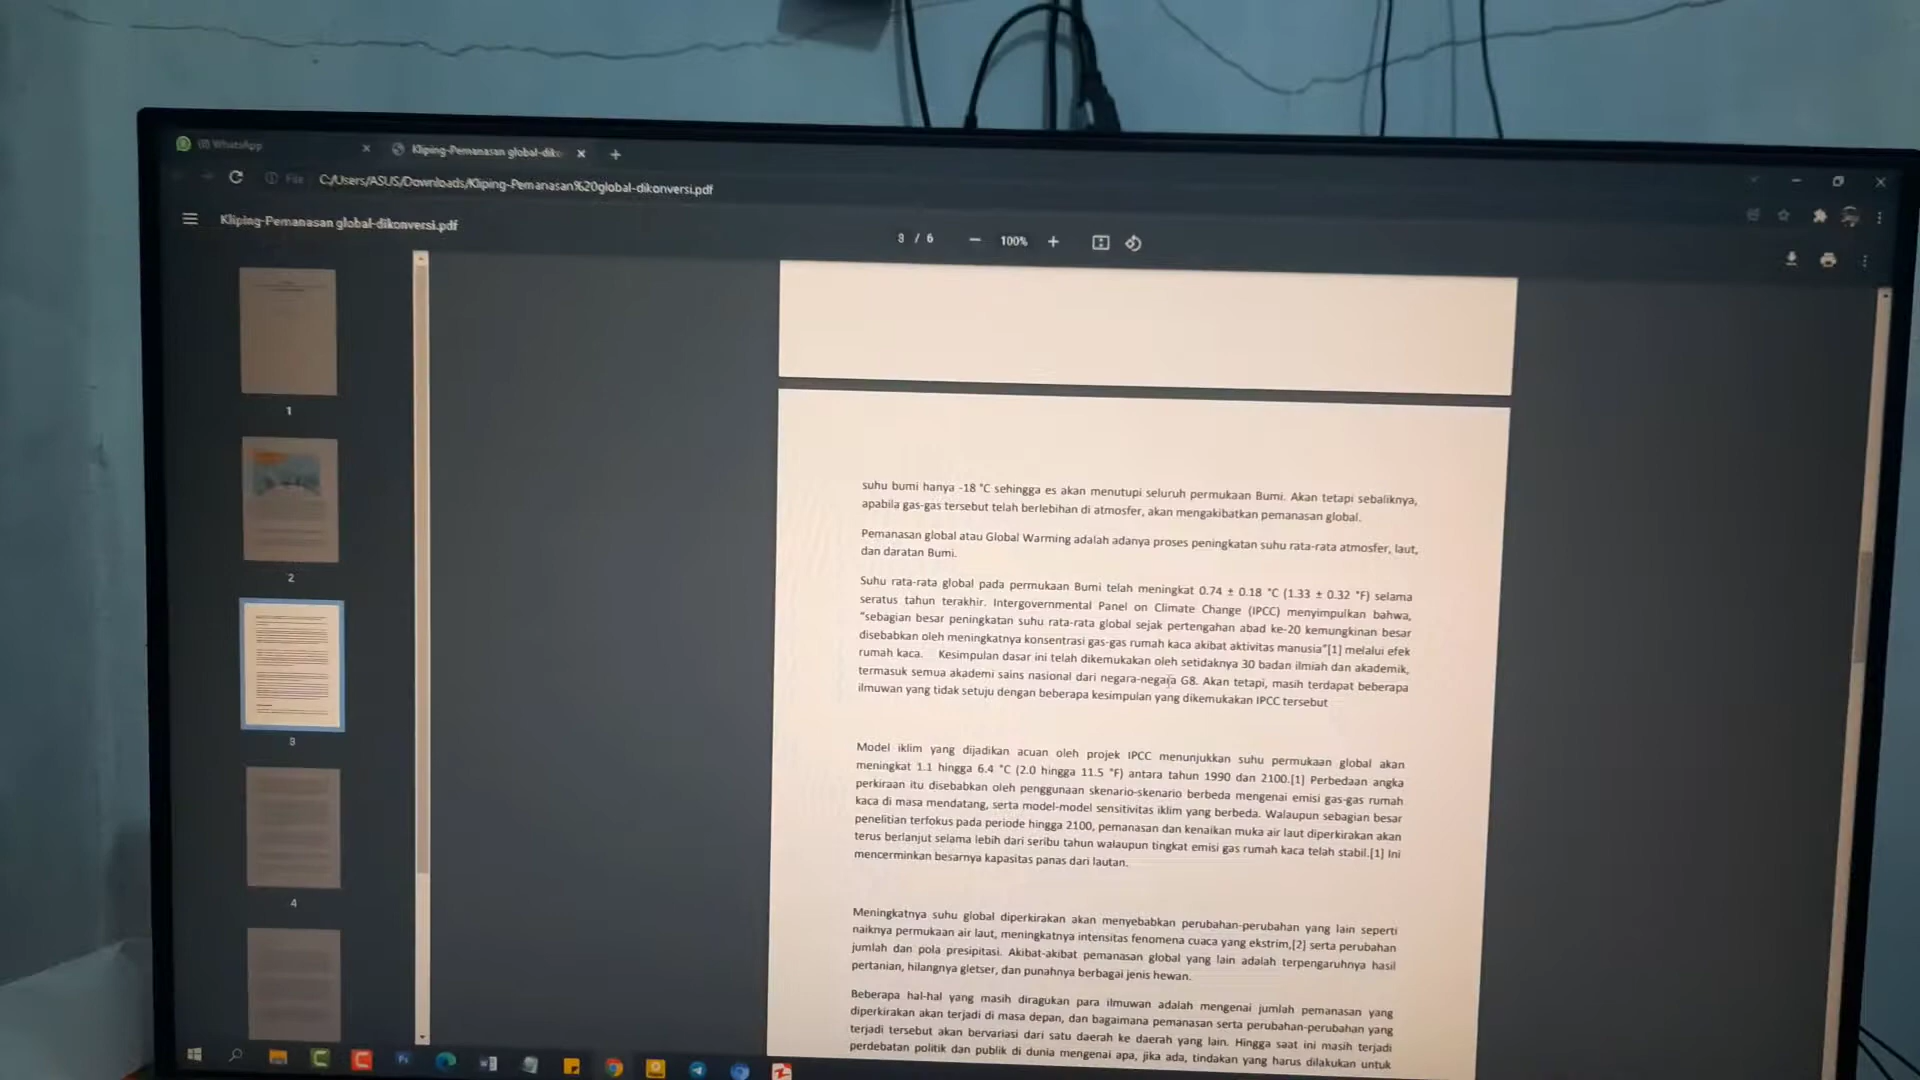 (1) WhatsApp
Kliping-Pemanasan global-diko
File C:/Users/ASUS/Downloads/Kliping-Pemanasan%20global-dikonversi.pdf
Kliping-Pemanasan global-dikonversi.pdf
3 / 6
100%
1
2
3
4
suhu bumi hanya -18 °C sehingga es akan menutupi seluruh permukaan Bumi. Akan tetapi sebaliknya,
apabila gas-gas tersebut telah berlebihan di atmosfer, akan mengakibatkan pemanasan global.
Pemanasan global atau Global Warming adalah adanya proses peningkatan suhu rata-rata atmosfer, laut,
dan daratan Bumi.
Suhu rata-rata global pada permukaan Bumi telah meningkat 0.74 ± 0.18 °C (1.33 ± 0.32 °F) selama
seratus tahun terakhir. Intergovernmental Panel on Climate Change (IPCC) menyimpulkan bahwa,
"sebagian besar peningkatan suhu rata-rata global sejak pertengahan abad ke-20 kemungkinan besar
disebabkan oleh meningkatnya konsentrasi gas-gas rumah kaca akibat aktivitas manusia"[1] melalui efek
rumah kaca. Kesimpulan dasar ini telah dikemukakan oleh setidaknya 30 badan ilmiah dan akademik,
termasuk semua akademi sains nasional dari negara-negara G8. Akan tetapi, masih terdapat beberapa
ilmuwan yang tidak setuju dengan beberapa kesimpulan yang dikemukakan IPCC tersebut
Model iklim yang dijadikan acuan oleh projek IPCC menunjukkan suhu permukaan global akan
meningkat 1.1 hingga 6.4 °C (2.0 hingga 11.5 °F) antara tahun 1990 dan 2100.[1] Perbedaan angka
perkiraan itu disebabkan oleh penggunaan skenario-skenario berbeda mengenai emisi gas-gas rumah
kaca di masa mendatang, serta model-model sensitivitas iklim yang berbeda. Walaupun sebagian besar
penelitian terfokus pada periode hingga 2100, pemanasan dan kenaikan muka air laut diperkirakan akan
terus berlanjut selama lebih dari seribu tahun walaupun tingkat emisi gas rumah kaca telah stabil.[1] Ini
mencerminkan besarnya kapasitas panas dari lautan.
Meningkatnya suhu global diperkirakan akan menyebabkan perubahan-perubahan yang lain seperti
naiknya permukaan air laut, meningkatnya intensitas fenomena cuaca yang ekstrim,[2] serta perubahan
jumlah dan pola presipitasi. Akibat-akibat pemanasan global yang lain adalah terpengaruhnya hasil
pertanian, hilangnya gletser, dan punahnya berbagai jenis hewan.
Beberapa hal-hal yang masih diragukan para ilmuwan adalah mengenai jumlah pemanasan yang
diperkirakan akan terjadi di masa depan, dan bagaimana pemanasan serta perubahan-perubahan yang
terjadi tersebut akan bervariasi dari satu daerah ke daerah yang lain. Hingga saat ini masih terjadi
perdebatan politik dan publik di dunia mengenai apa, jika ada, tindakan yang harus dilakukan untuk